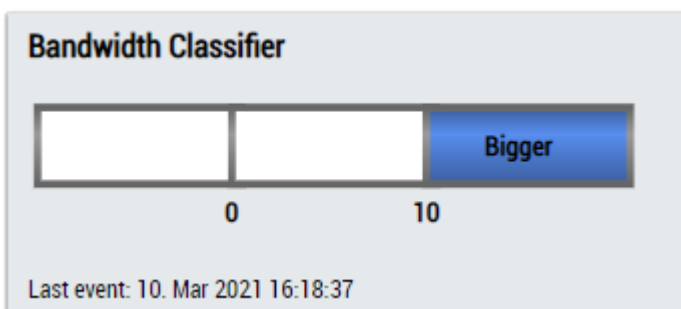 Bandwidth Classifier
Bigger
0 10
Last event: 10. Mar 2021 16:18:37